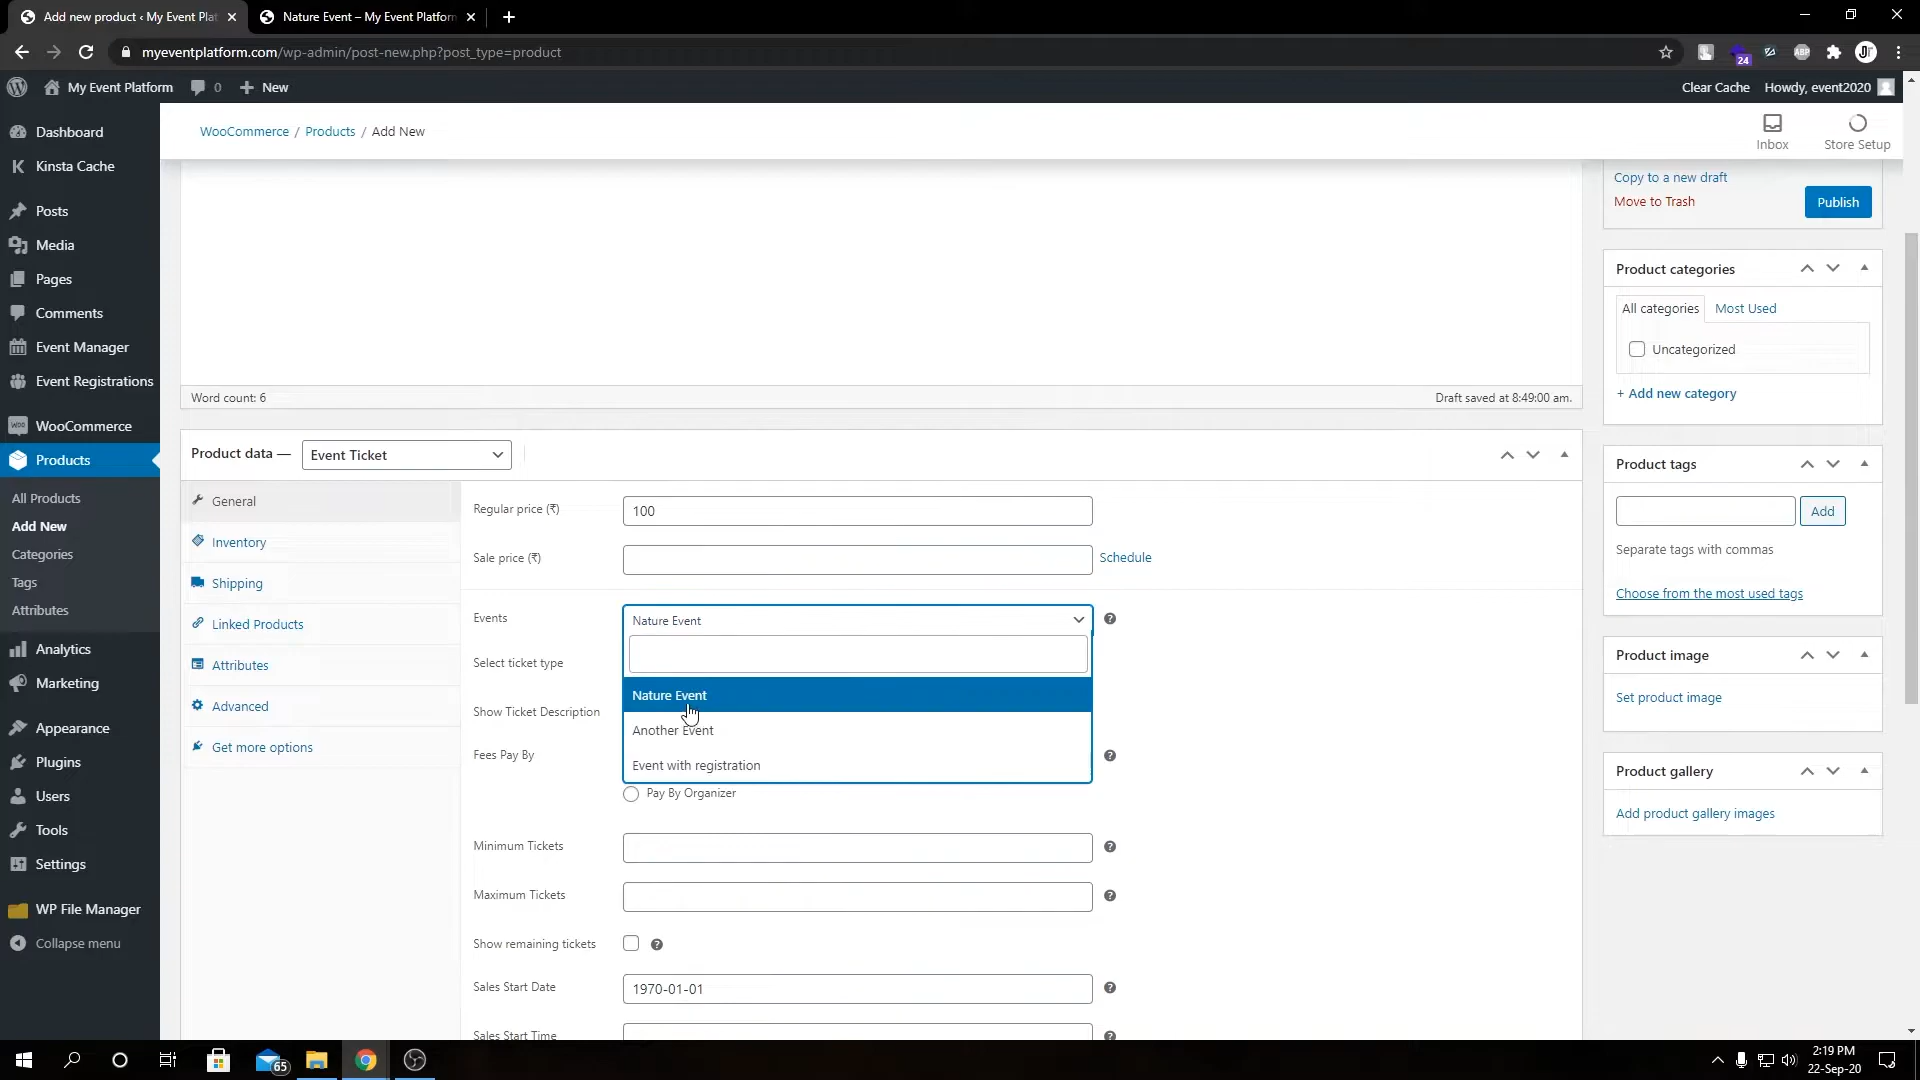 Add new product ‹ My Event Plat
Nature Event – My Event Platform
myeventplatform.com/wp-admin/post-new.php?post_type=product
24
ABP
My Event Platform
0
New
Clear Cache
Howdy, event2020
Dashboard
Kinsta Cache
Posts
Media
Pages
Comments
Event Manager
Event Registrations
WooCommerce
Products
All Products
Add New
Categories
Tags
Attributes
Analytics
Marketing
Appearance
Plugins
Users
Tools
Settings
WP File Manager
Collapse menu
WooCommerce / Products / Add New
Inbox
Store Setup
Word count: 6
Draft saved at 8:49:00 am.
Product data —
Event Ticket
General
Inventory
Shipping
Linked Products
Attributes
Advanced
Get more options
Regular price (₹)
100
Sale price (₹)
Schedule
Events
Nature Event
Select ticket type
Nature Event
Show Ticket Description
Another Event
Fees Pay By
Event with registration
Pay By Organizer
Minimum Tickets
Maximum Tickets
Show remaining tickets
Sales Start Date
1970-01-01
Sales Start Time
Copy to a new draft
Move to Trash
Publish
Product categories
All categories
Most Used
Uncategorized
+ Add new category
Product tags
Add
Separate tags with commas
Choose from the most used tags
Product image
Set product image
Product gallery
Add product gallery images
65
2:19 PM
22-Sep-20